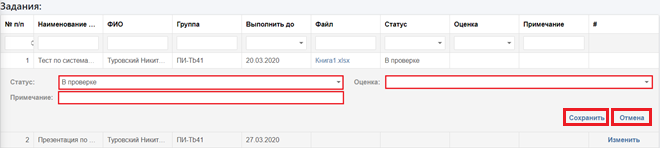 Задания:
№ п/п Наименование ... ФИО Группа Выполнить до Файл Статус Оценка Примечание #
1 Тест по система... Туровский Никит... ПИ-Тb41 20.03.2020 Книга1.xlsx В проверке
Статус: В проверке Оценка:
Примечание:
Сохранить Отмена
2 Презентация по ... Туровский Никит... ПИ-Тb41 27.03.2020 Изменить